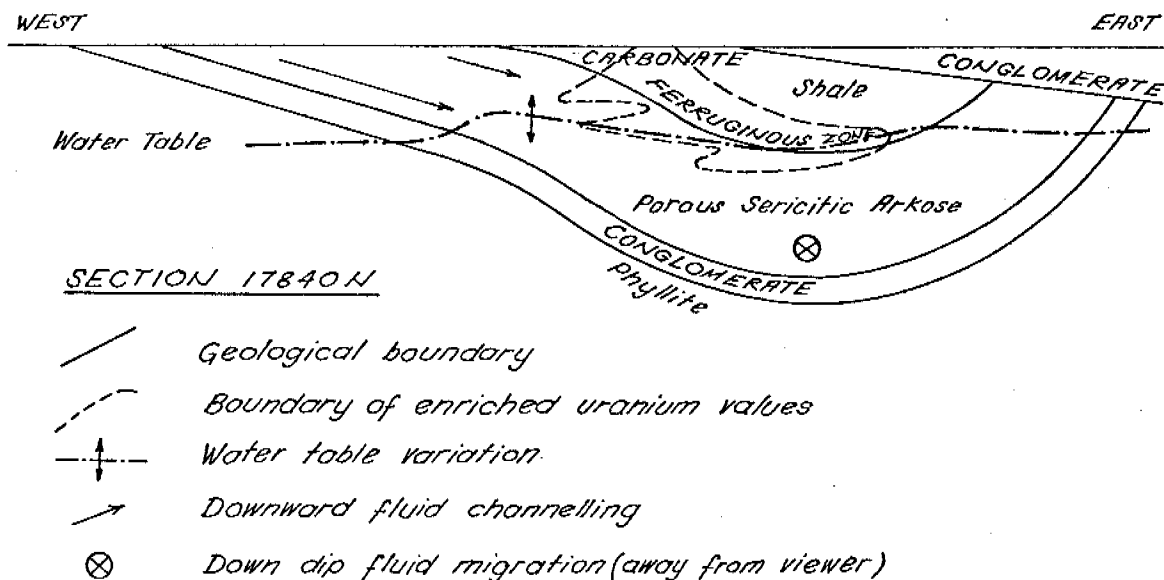 WEST
EAST
CARBONATE
CONGLOMERATE
Shale
FERRUGINOUS ZONE
Water Table
Porous Sericitic Arkose
CONGLOMERATE
Phyllite
SECTION 17840N
Geological boundary
Boundary of enriched uranium values
Water table variation
Downward fluid channelling
Down dip fluid migration (away from viewer)